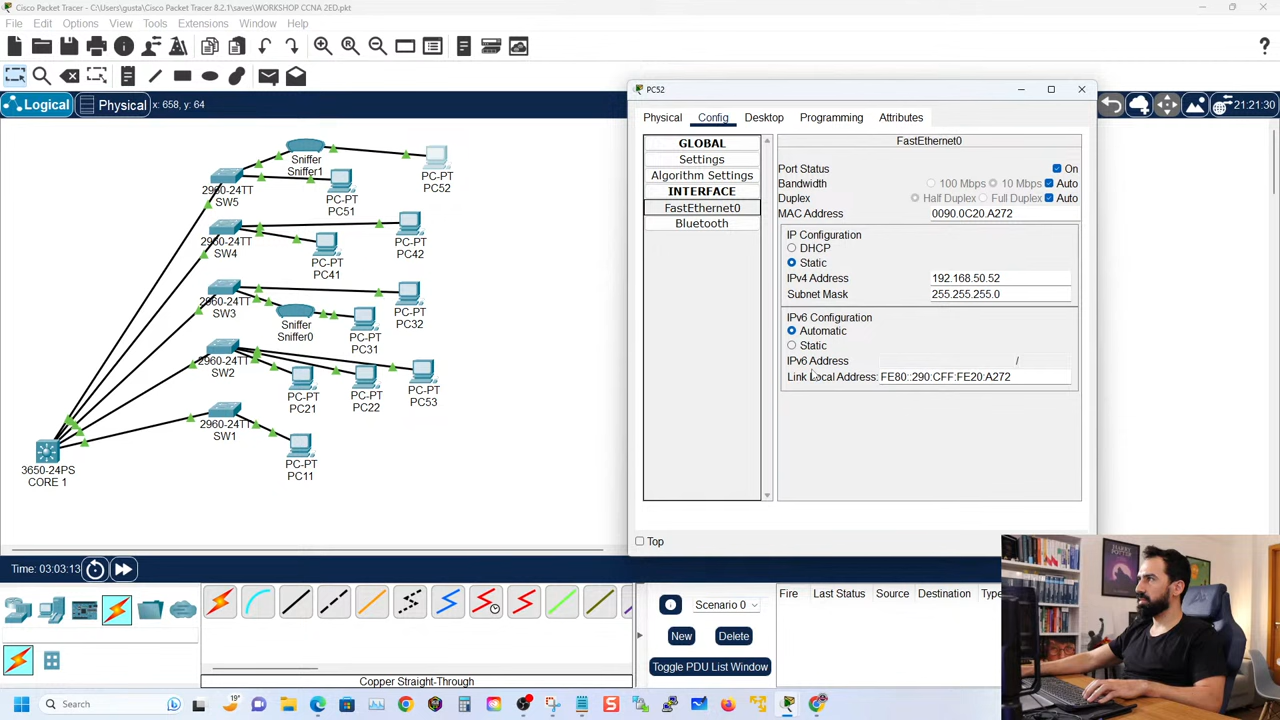 Cisco Packet Tracer - C:\Users\gusta\Cisco Packet Tracer 8.2.1\saves\WORKSHOP CCNA 2ED.pkt
File Edit Options View Tools Extensions Window Help
Logical Physical x: 658, y: 64
21:21:30
PC52
Physical Config Desktop Programming Attributes
GLOBAL
Settings
Algorithm Settings
INTERFACE
FastEthernet0
Bluetooth
FastEthernet0
Port Status On
Bandwidth 100 Mbps 10 Mbps Auto
Duplex Half Duplex Full Duplex Auto
MAC Address 0090.0C20.A272
IP Configuration
DHCP
Static
IPv4 Address 192.168.50.52
Subnet Mask 255.255.255.0
IPv6 Configuration
Automatic
Static
IPv6 Address /
Link Local Address: FE80::290:CFF:FE20:A272
Top
Sniffer
Sniffer1
PC-PT
PC52
2960-24TT
SW5
PC-PT
PC51
2960-24TT
SW4
PC-PT
PC42
PC-PT
PC41
2960-24TT
SW3
PC-PT
PC32
Sniffer
Sniffer0
PC-PT
PC31
2960-24TT
SW2
PC-PT
PC21
PC-PT
PC22
PC-PT
PC53
2960-24TT
SW1
PC-PT
PC11
3650-24PS
CORE 1
Time: 03:03:13
Scenario 0
New Delete
Toggle PDU List Window
Fire Last Status Source Destination Type
Copper Straight-Through
Search
19°